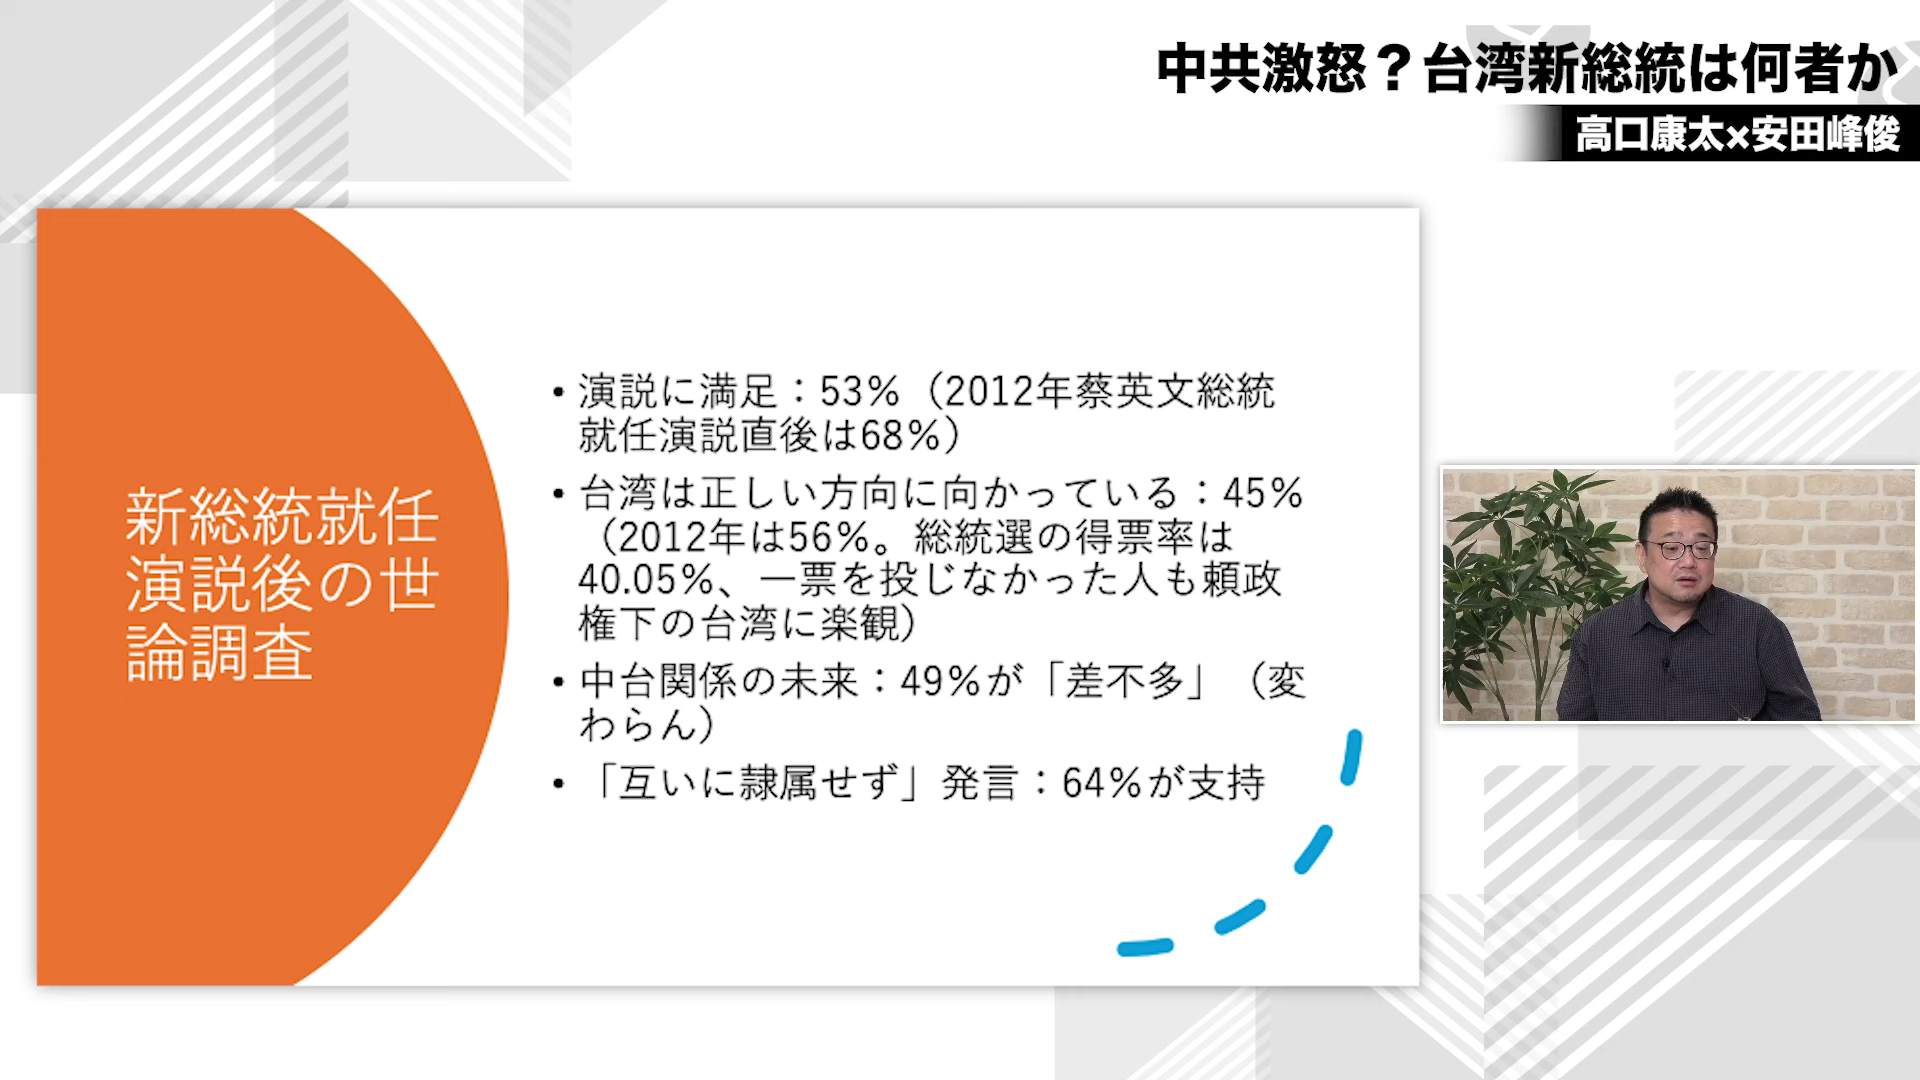 中共激怒？台湾新総統は何者か
高口康太×安田峰俊
新総統就任
演説後の世
論調査
• 演説に満足：53%（2012年蔡英文総統
就任演説直後は68%）
• 台湾は正しい方向に向かっている：45%
（2012年は56%。総統選の得票率は
40.05%、一票を投じなかった人も頼政
権下の台湾に楽観）
• 中台関係の未来：49%が「差不多」（変
わらん）
• 「互いに隷属せず」発言：64%が支持